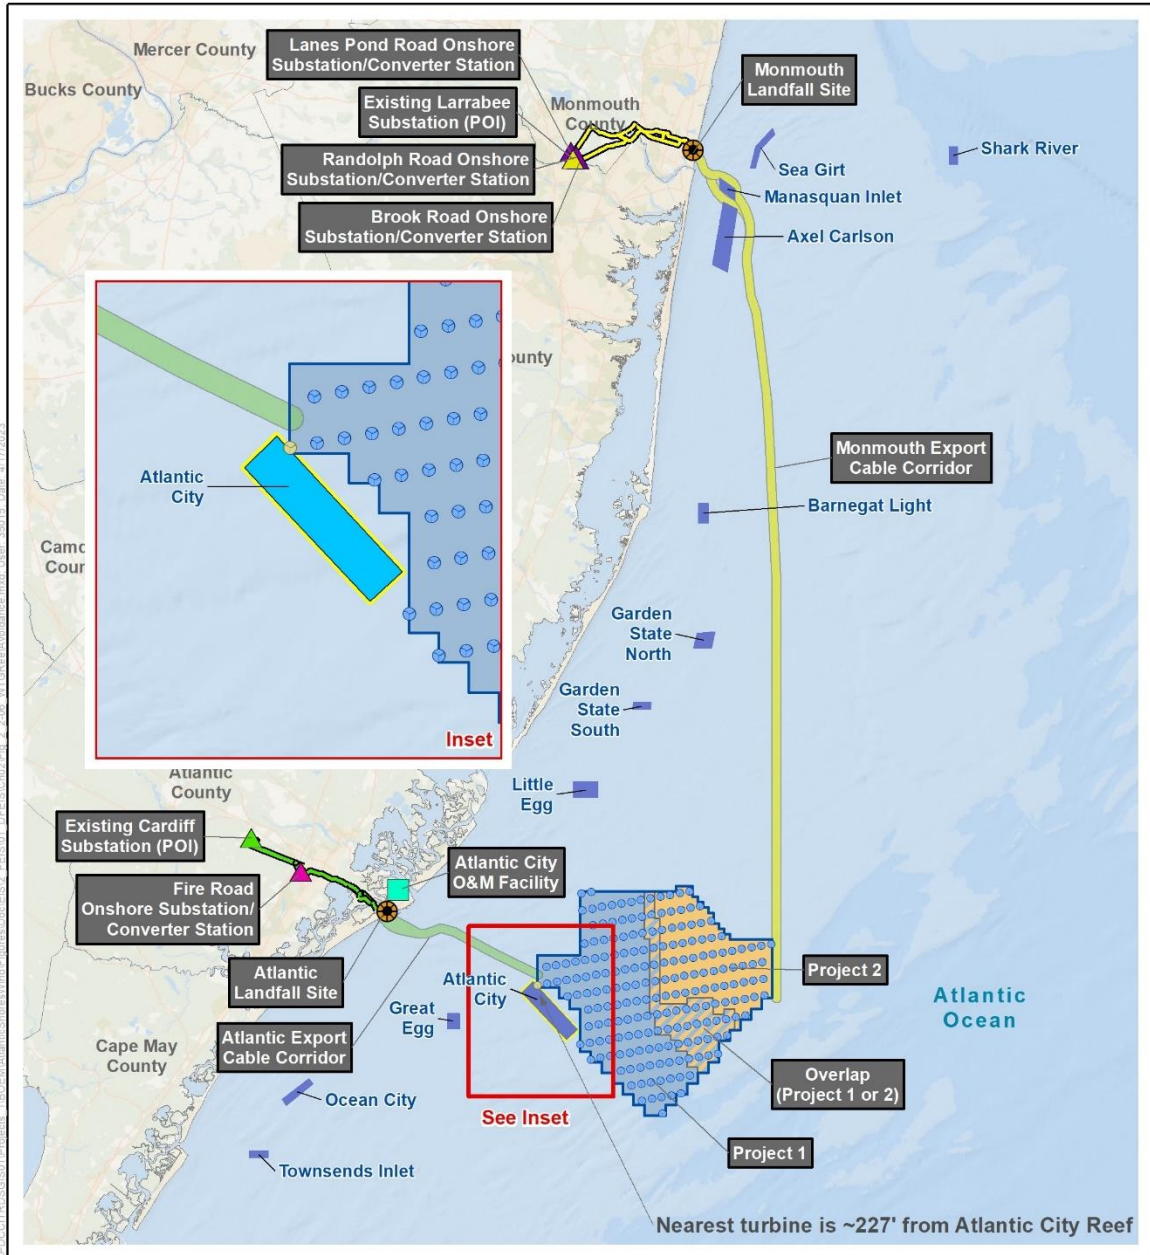 Lanes Pond Road Onshore
Substation/Converter Station
Mercer County
Bucks County
Existing Larrabee
Substation (POI)
Monmouth
County
Monmouth
Landfall Site
Randolph Road Onshore
Substation/Converter Station
Brook Road Onshore
Substation/Converter Station
Sea Girt
Shark River
Manasquan Inlet
Axel Carlson
Atlantic
City
Inset
Monmouth Export
Cable Corridor
Barnegat Light
Garden
State
North
Garden
State
South
Little
Egg
Atlantic
County
Existing Cardiff
Substation (POI)
Fire Road
Onshore Substation/
Converter Station
Atlantic City
O&M Facility
Atlantic
Landfall Site
Atlantic Export
Cable Corridor
Great
Egg
Atlantic
City
Cape May
County
Ocean City
Townsends Inlet
See Inset
Project 2
Atlantic
Ocean
Overlap
(Project 1 or 2)
Project 1
Nearest turbine is ~227' from Atlantic City Reef